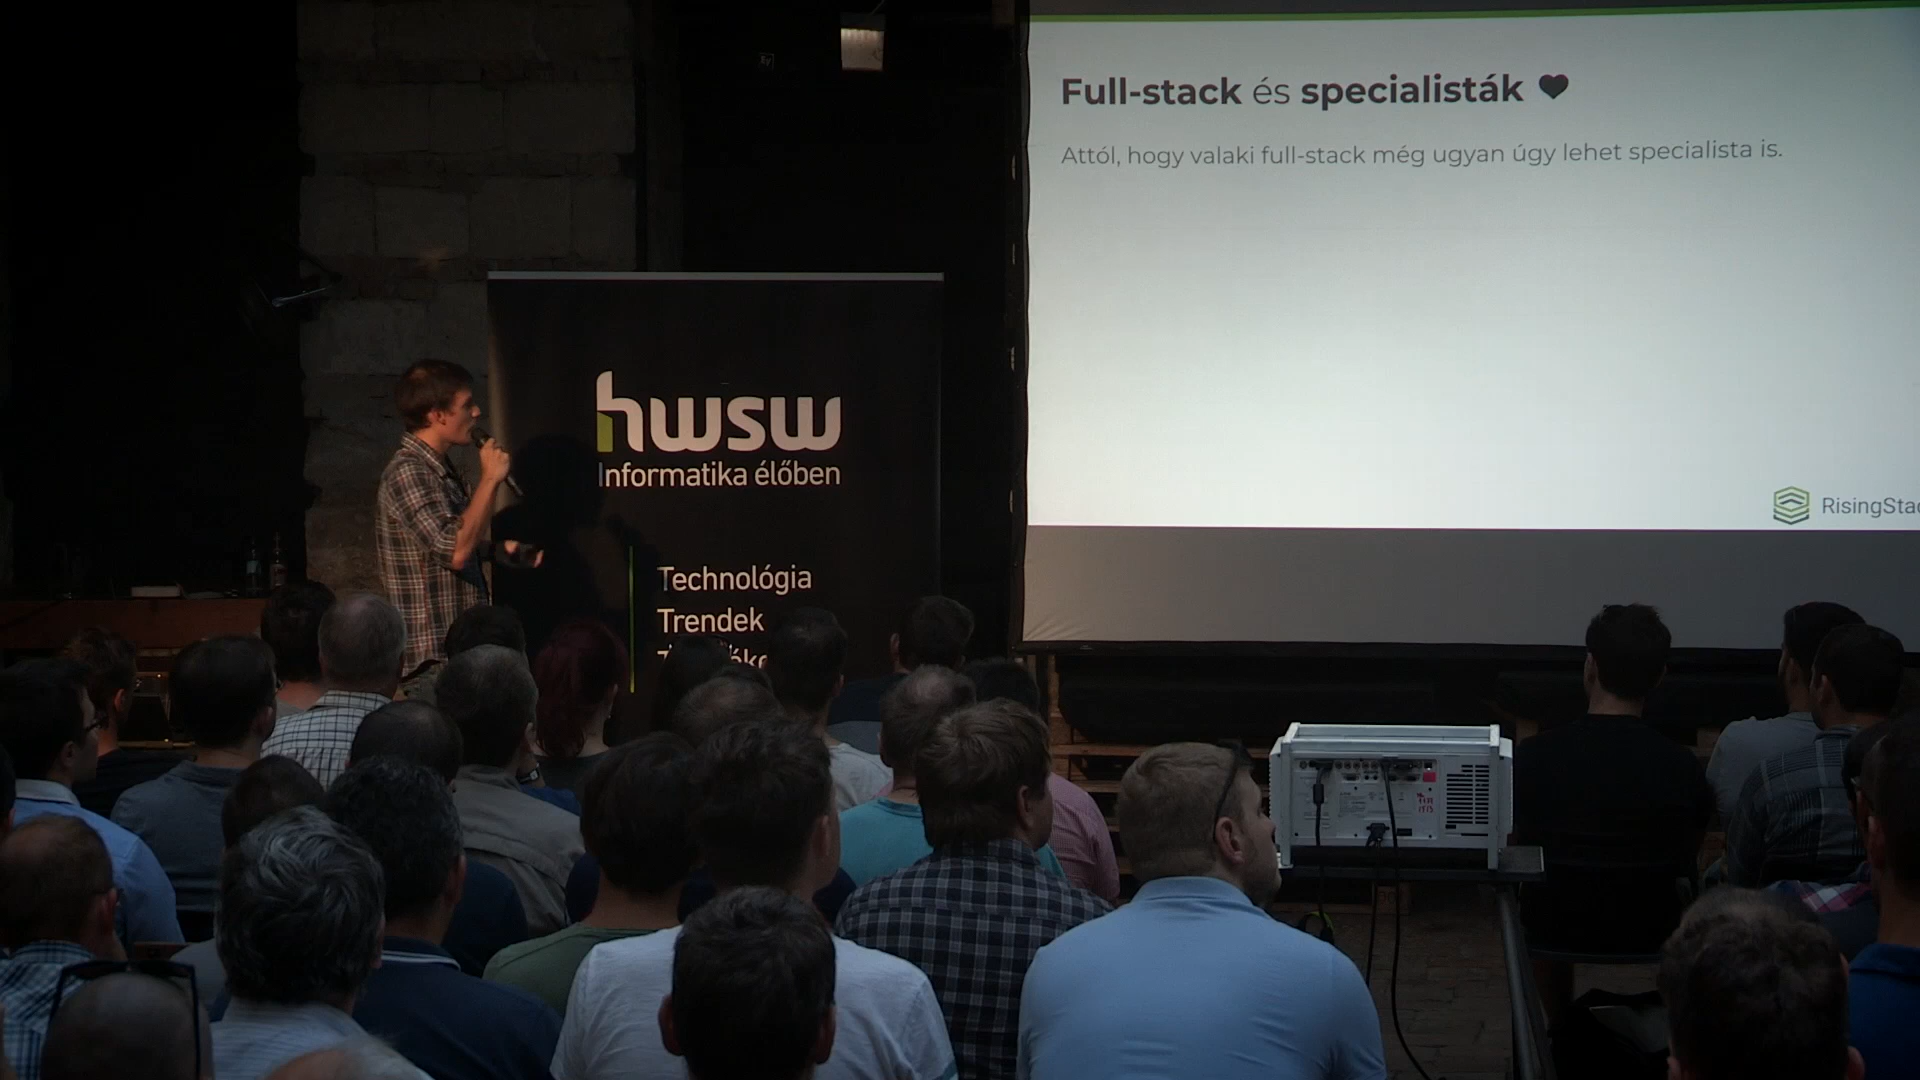 Full-stack és specialisták
Attól, hogy valaki full-stack még ugyan úgy lehet specialista is.
hwsw
Informatika élőben
Technológia
Trendek
RisingStac